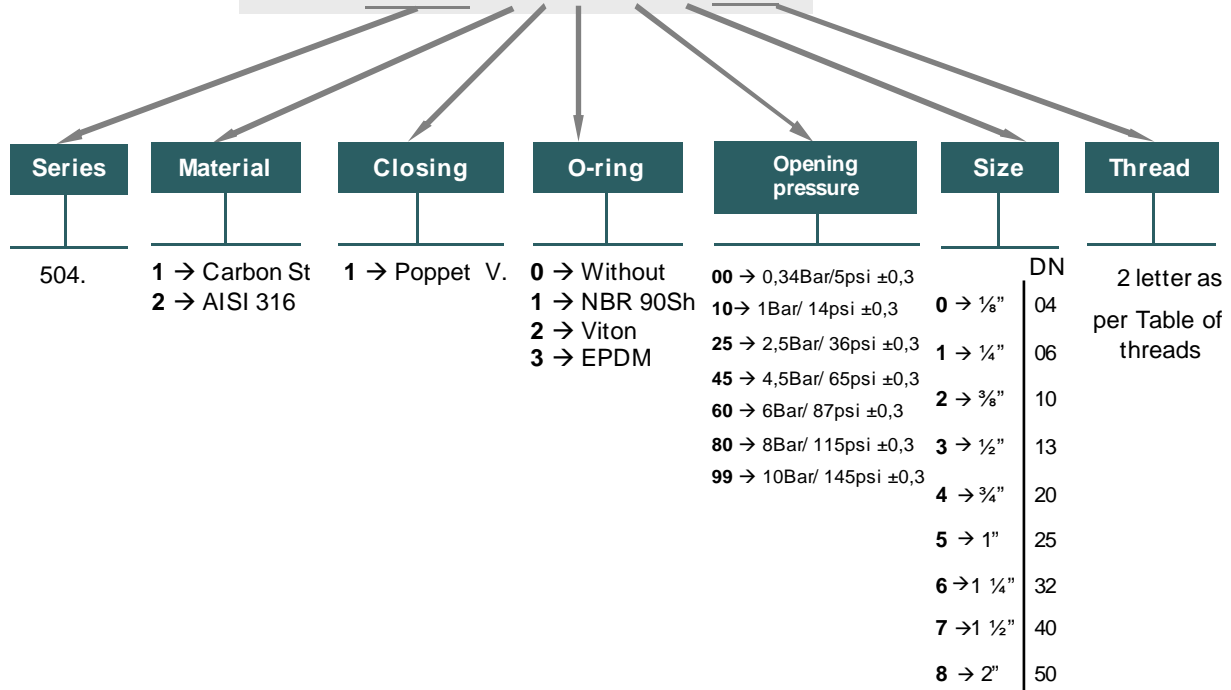 Series
504.
Material
1 → Carbon St
2 → AISI 316
Closing
1 → Poppet V.
O-ring
0 → Without
1 → NBR 90Sh
2 → Viton
3 → EPDM
Opening
pressure
00 → 0,34Bar/5psi ±0,3
10→ 1Bar/ 14psi ±0,3
25 → 2,5Bar/ 36psi ±0,3
45 → 4,5Bar/ 65psi ±0,3
60 → 6Bar/ 87psi ±0,3
80 → 8Bar/ 115psi ±0,3
99 → 10Bar/ 145psi ±0,3
Size
DN
0 → ⅛” 04
1 → ¼” 06
2 → ⅜” 10
3 → ½” 13
4 → ¾” 20
5 → 1” 25
6 →1 ¼” 32
7 →1 ½” 40
8 → 2” 50
Thread
2 letter as
per Table of
threads